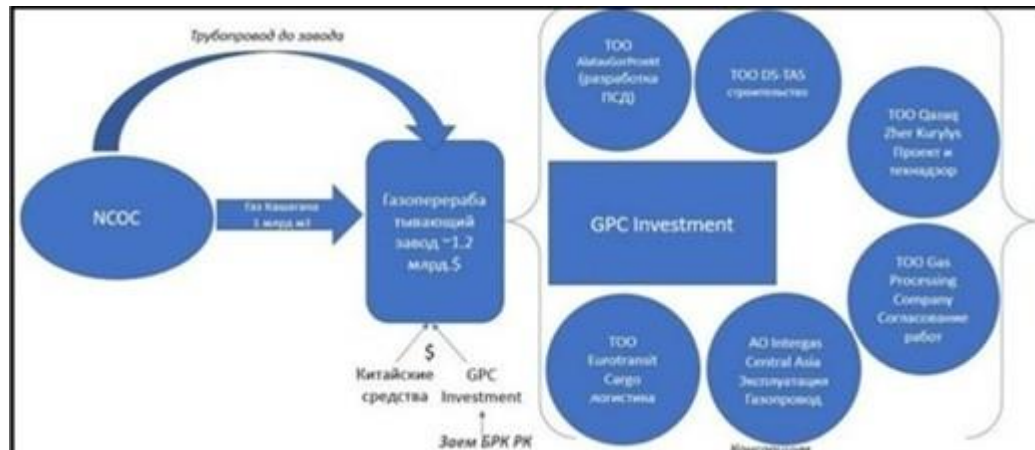 Трубопровод до завода
NCOC
Газ Кашагана
1 млрд м3
Газоперераба
тывающий
завод ~1.2
млрд.$
$
Китайские
средства
GPC
Investment
Заем БРК РК
ТОО
AlatauGorProekt
(разработка
ПСД)
ТОО DS-TAS
строительство
ТОО Qazaq
Zher Kurylys
Проект и
технадзор
GPC Investment
ТОО Gas
Processing
Company
Согласование
работ
ТОО
Eurotransit
Cargo
логистика
АО Intergas
Central Asia
Эксплуатация
Газопровод